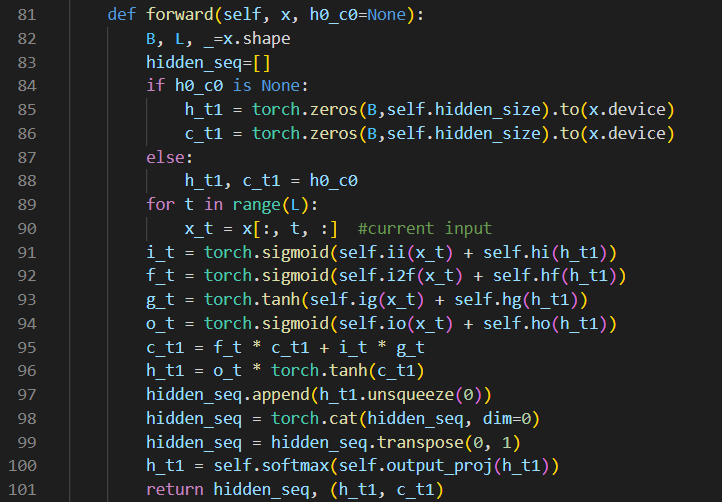 81 def forward(self, x, h0_c0=None):
82 B, L, _=x.shape
83 hidden_seq=[]
84 if h0_c0 is None:
85 h_t1 = torch.zeros(B,self.hidden_size).to(x.device)
86 c_t1 = torch.zeros(B,self.hidden_size).to(x.device)
87 else:
88 h_t1, c_t1 = h0_c0
89 for t in range(L):
90 x_t = x[:, t, :]  #current input
91 i_t = torch.sigmoid(self.ii(x_t) + self.hi(h_t1))
92 f_t = torch.sigmoid(self.i2f(x_t) + self.hf(h_t1))
93 g_t = torch.tanh(self.ig(x_t) + self.hg(h_t1))
94 o_t = torch.sigmoid(self.io(x_t) + self.ho(h_t1))
95 c_t1 = f_t * c_t1 + i_t * g_t
96 h_t1 = o_t * torch.tanh(c_t1)
97 hidden_seq.append(h_t1.unsqueeze(0))
98 hidden_seq = torch.cat(hidden_seq, dim=0)
99 hidden_seq = hidden_seq.transpose(0, 1)
100 h_t1 = self.softmax(self.output_proj(h_t1))
101 return hidden_seq, (h_t1, c_t1)